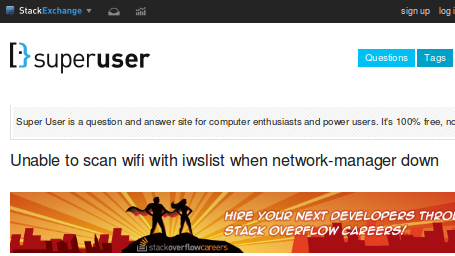 StackExchange sign up log i
superuser
Questions Tags
Super User is a question and answer site for computer enthusiasts and power users. It's 100% free, no
Unable to scan wifi with iwslist when network-manager down
HIRE YOUR NEXT DEVELOPERS THROU
STACK OVERFLOW CAREERS!
stackoverflowcareers